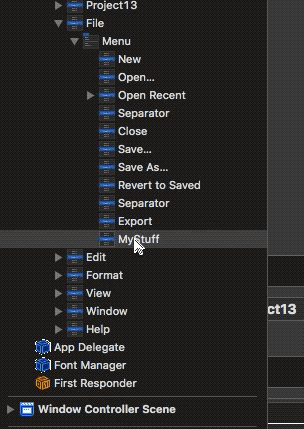 Project13
File
Menu
New
Open...
Open Recent
Separator
Close
Save...
Save As...
Revert to Saved
Separator
Export
MyStuff
ct13
Edit
Format
View
Window
Help
App Delegate
Font Manager
First Responder
Window Controller Scene